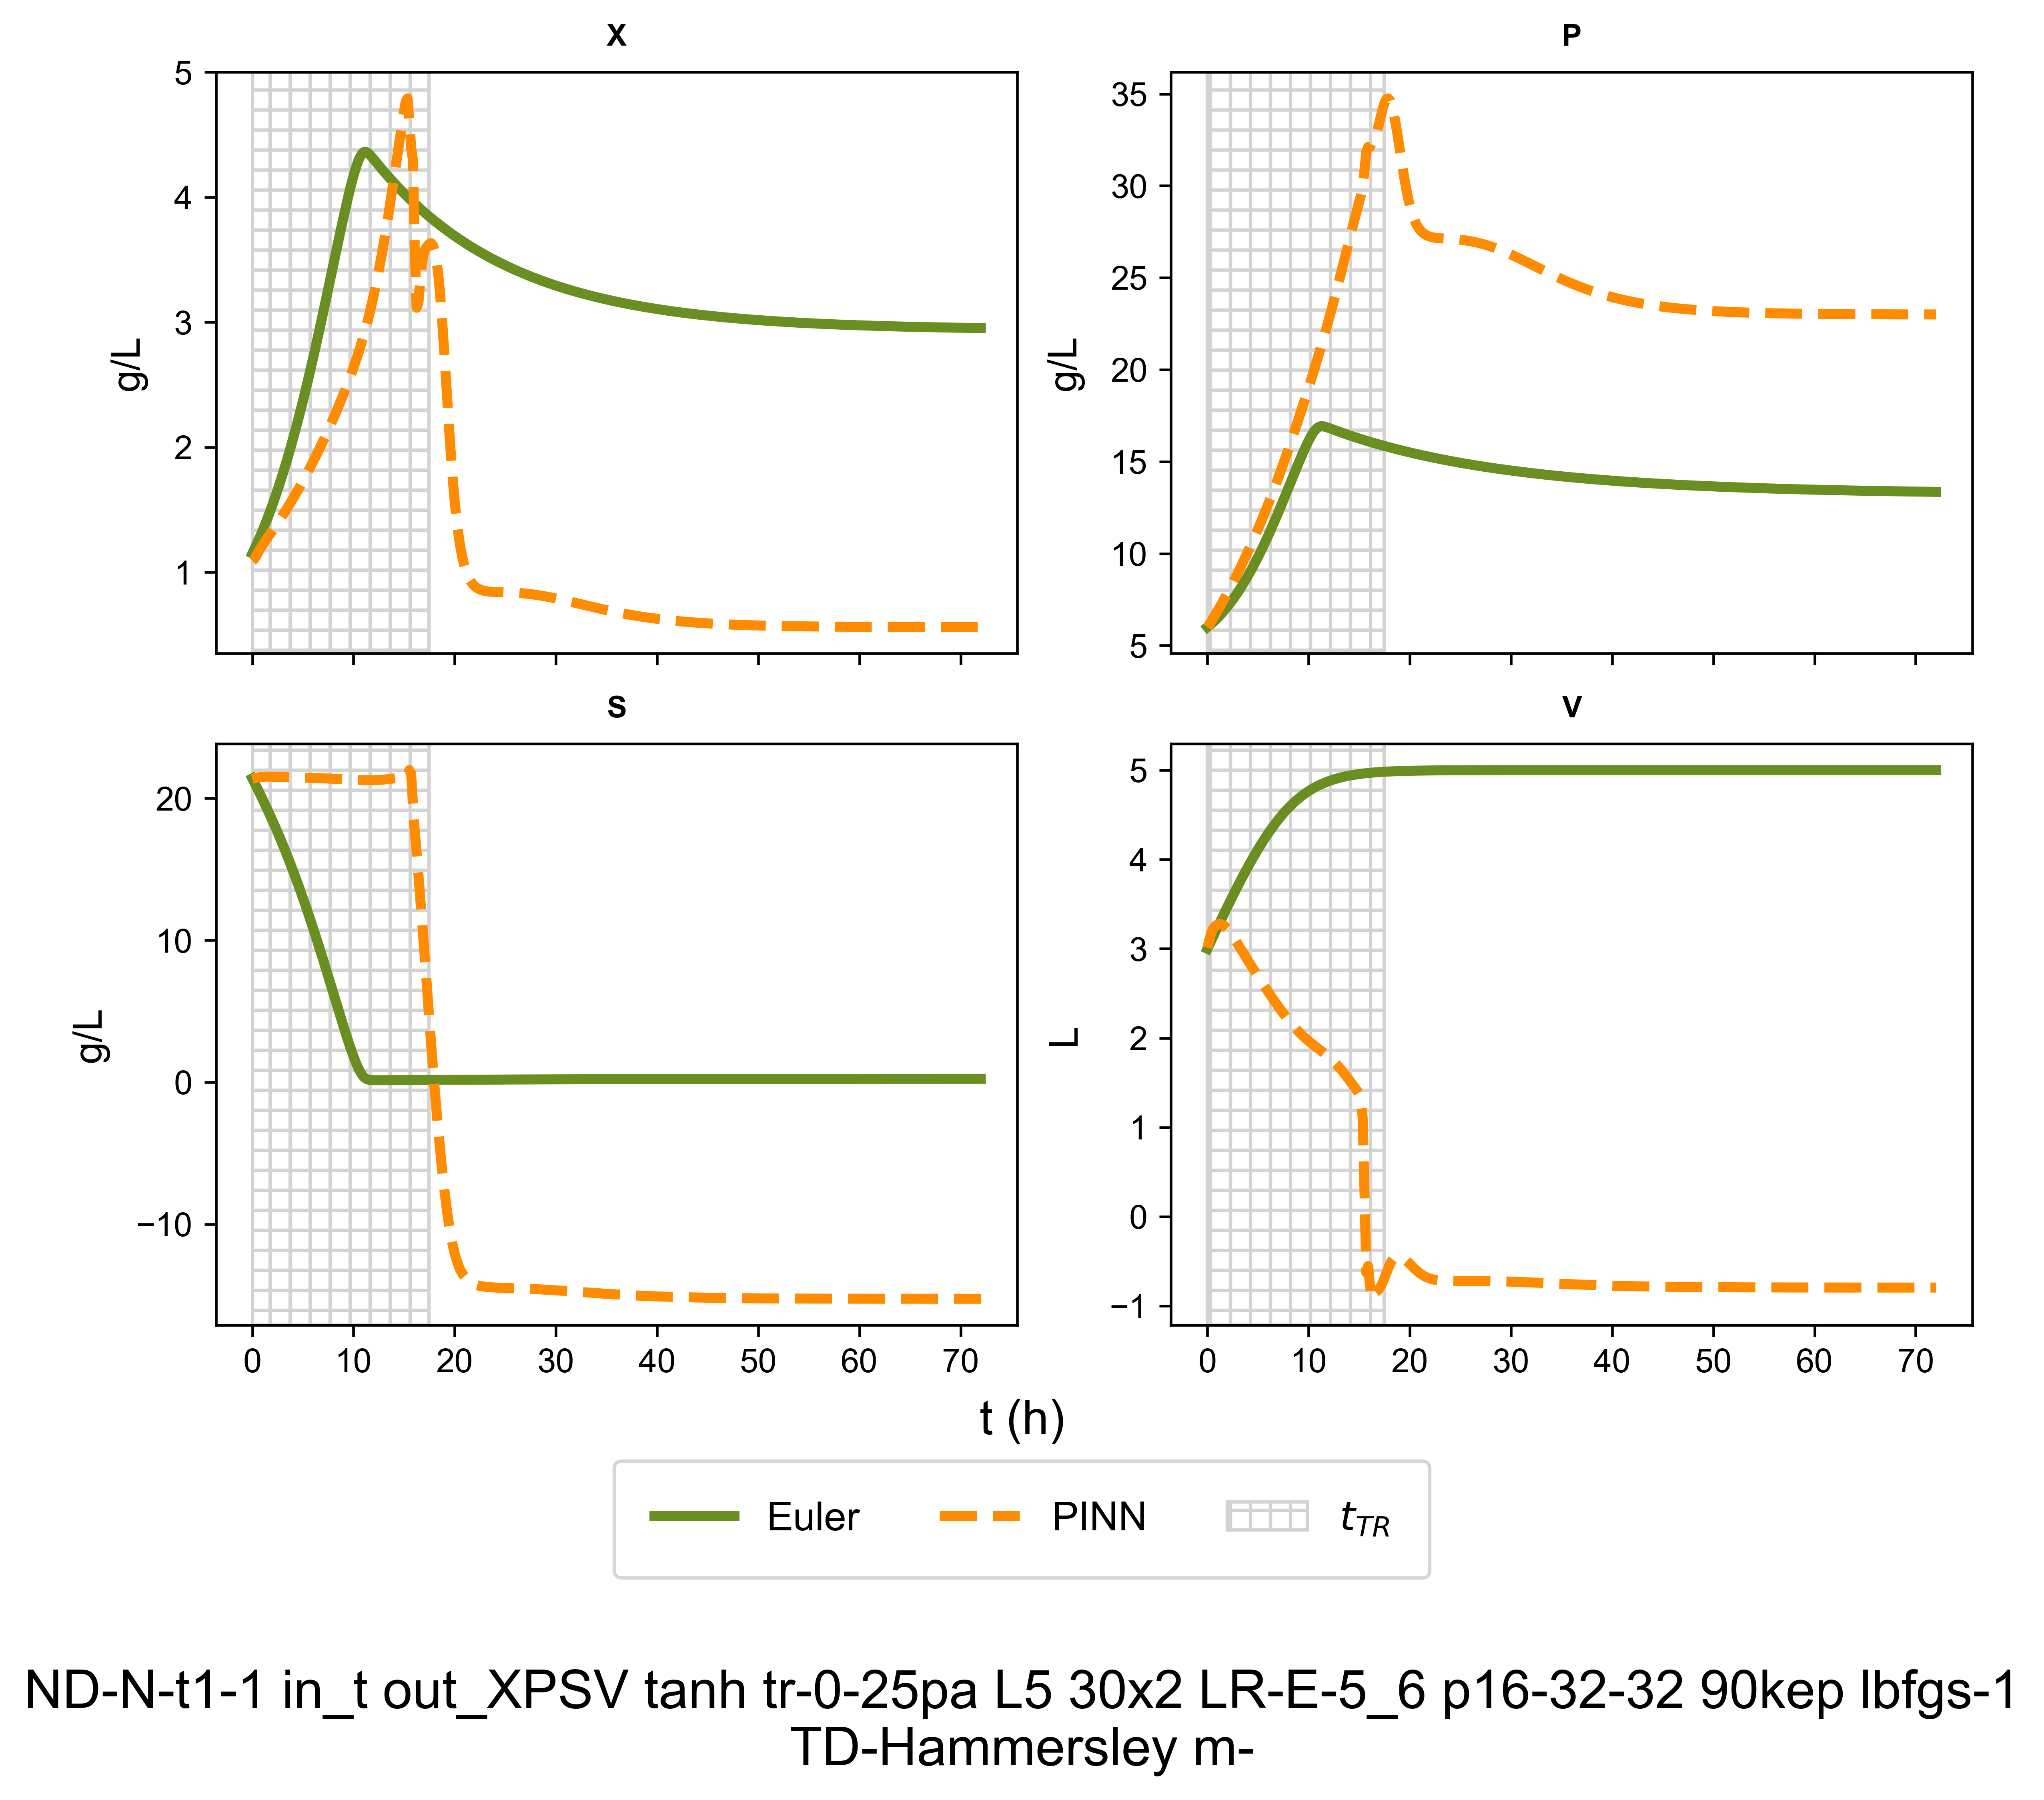 X
5
4
3
2
1
g/L
P
35
30
25
20
15
10
5
g/L
S
20
10
0
−10
g/L
0 10 20 30 40 50 60 70
V
5
4
3
2
1
0
−1
L
0 10 20 30 40 50 60 70
t (h)
Euler PINN t_TR
ND-N-t1-1 in_t out_XPSV tanh tr-0-25pa L5 30x2 LR-E-5_6 p16-32-32 90kep lbfgs-1
TD-Hammersley m-